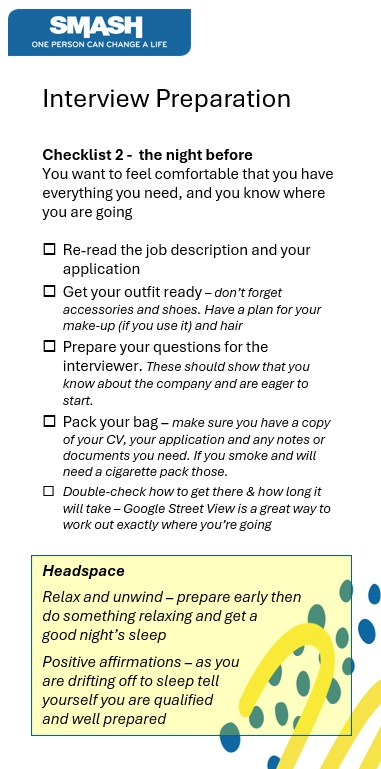 SMASH
ONE PERSON CAN CHANGE A LIFE
Interview Preparation
Checklist 2 -  the night before
You want to feel comfortable that you have
everything you need, and you know where
you are going
☐ Re-read the job description and your
application
☐ Get your outfit ready – don’t forget
accessories and shoes. Have a plan for your
make-up (if you use it) and hair
☐ Prepare your questions for the
interviewer. These should show that you
know about the company and are eager to
start.
☐ Pack your bag – make sure you have a copy
of your CV, your application and any notes or
documents you need. If you smoke and will
need a cigarette pack those.
☐ Double-check how to get there & how long it
will take – Google Street View is a great way to
work out exactly where you’re going
Headspace
Relax and unwind – prepare early then
do something relaxing and get a
good night’s sleep
Positive affirmations – as you
are drifting off to sleep tell
yourself you are qualified
and well prepared